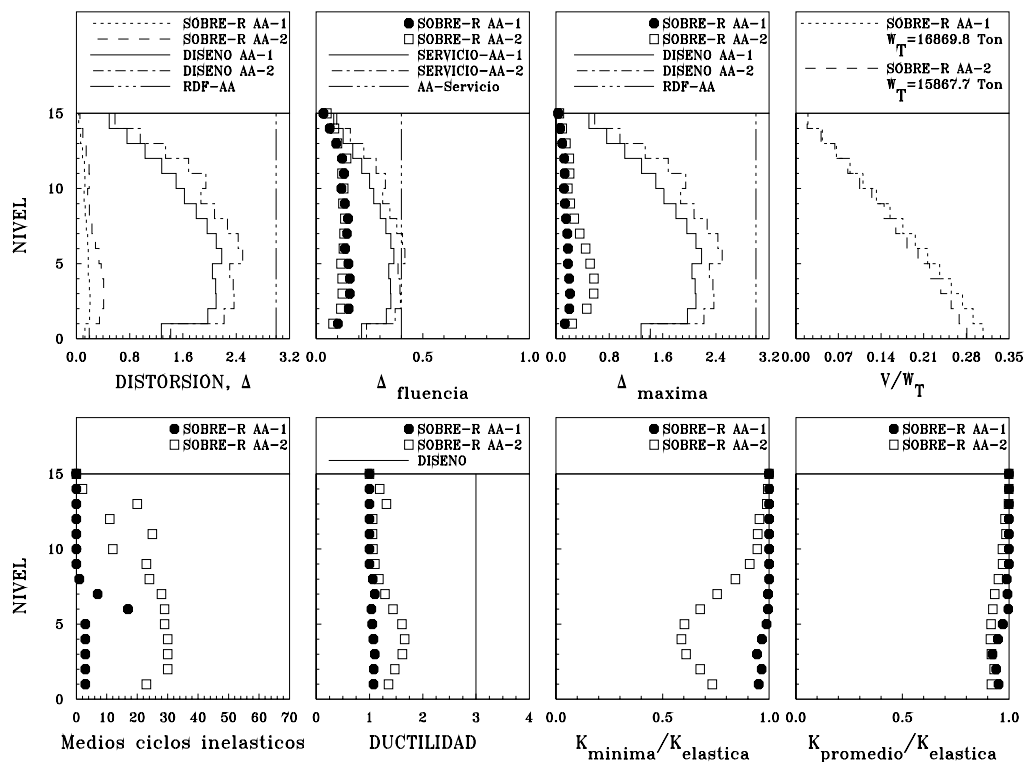 SOBRE-R AA-1
SOBRE-R AA-2
DISENO AA-1
DISENO AA-2
RDF-AA
15
10
5
0
NIVEL
0.0 0.8 1.6 2.4 3.2
DISTORSION, Δ
SOBRE-R AA-1
SOBRE-R AA-2
SERVICIO-AA-1
SERVICIO-AA-2
AA-Servicio
0.0 0.5 1.0
Δ fluencia
SOBRE-R AA-1
SOBRE-R AA-2
DISENO AA-1
DISENO AA-2
RDF-AA
0.0 0.8 1.6 2.4 3.2
Δ maxima
SOBRE-R AA-1
W_T=16869.8 Ton
SOBRE-R AA-2
W_T=15867.7 Ton
0.00 0.07 0.14 0.21 0.28 0.35
V/W_T
SOBRE-R AA-1
SOBRE-R AA-2
15
10
5
0
NIVEL
0 10 20 30 40 50 60 70
Medios ciclos inelasticos
SOBRE-R AA-1
SOBRE-R AA-2
DISENO
0 1 2 3 4
DUCTILIDAD
SOBRE-R AA-1
SOBRE-R AA-2
0.0 0.5 1.0
K_minima/K_elastica
SOBRE-R AA-1
SOBRE-R AA-2
0.0 0.5 1.0
K_promedio/K_elastica